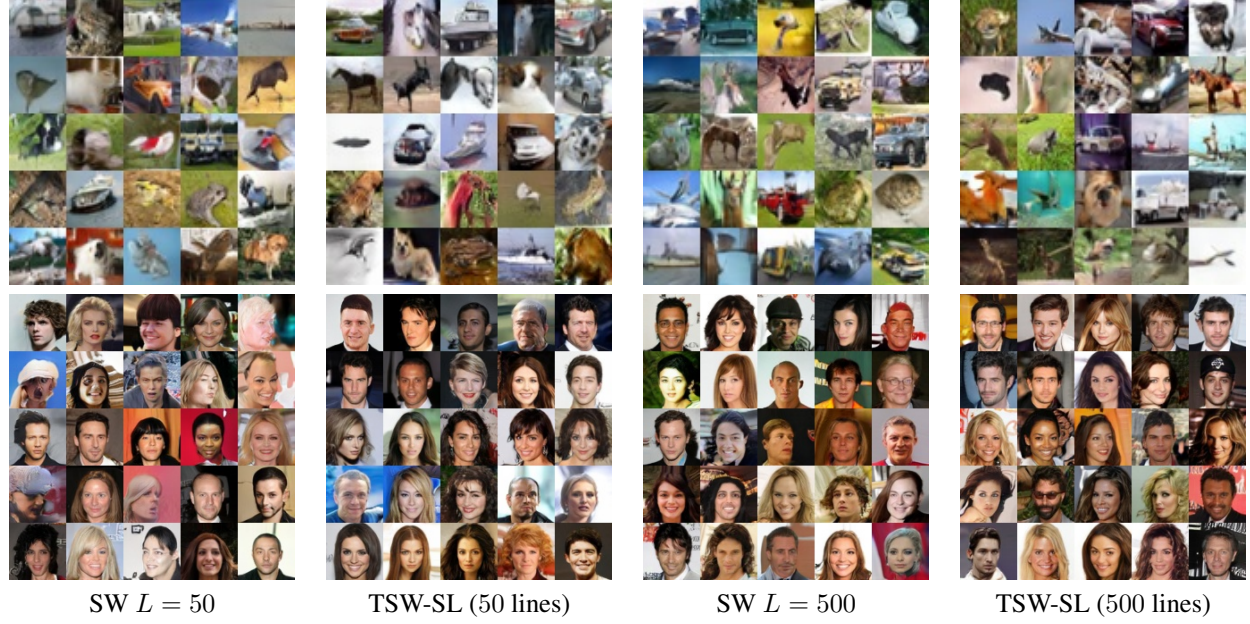 SW L = 50
TSW-SL (50 lines)
SW L = 500
TSW-SL (500 lines)